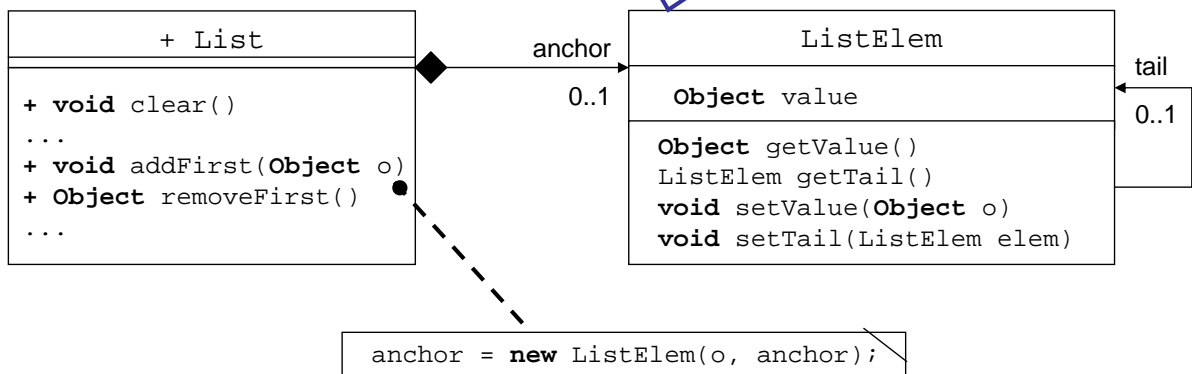 + List
+ void clear()
...
+ void addFirst(Object o)
+ Object removeFirst()
...
anchor
0..1
ListElem
Object value
Object getValue()
ListElem getTail()
void setValue(Object o)
void setTail(ListElem elem)
tail
0..1
anchor = new ListElem(o, anchor);